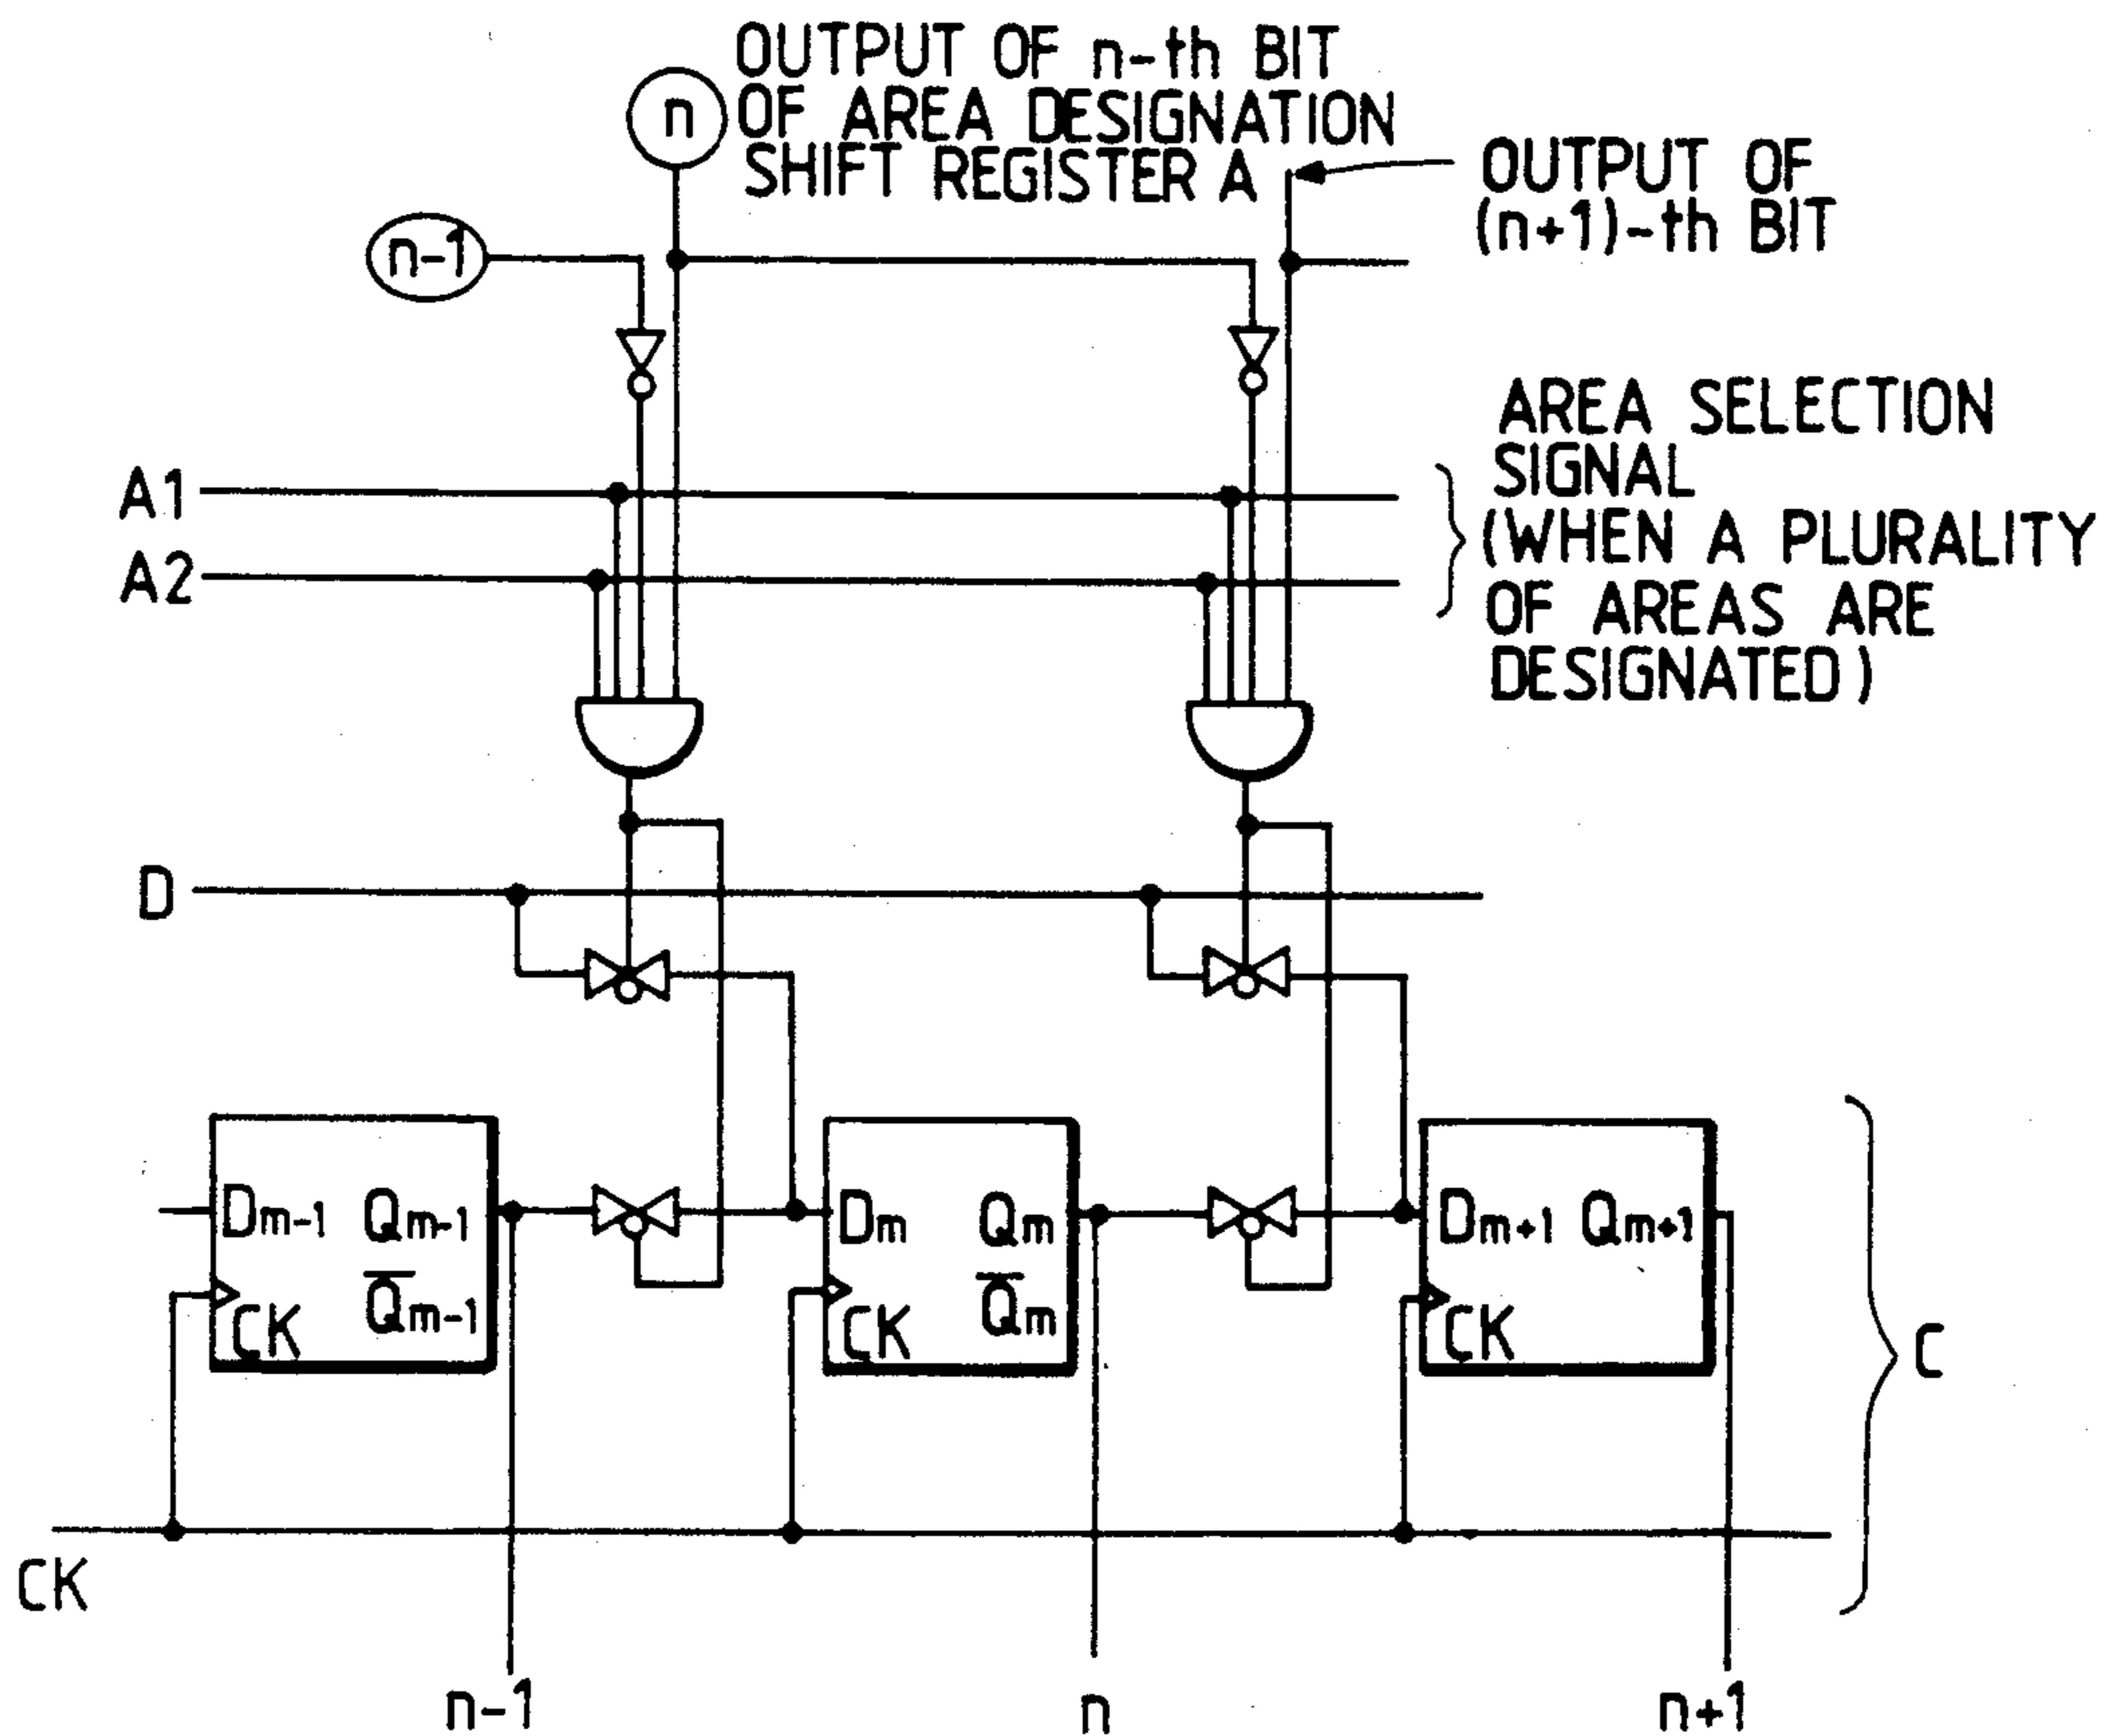 OUTPUT OF n-th BIT
OF AREA DESIGNATION
SHIFT REGISTER A
n
OUTPUT OF
(n+1)-th BIT
n-1
AREA SELECTION
SIGNAL
(WHEN A PLURALITY
OF AREAS ARE
DESIGNATED)
A1
A2
D
Dm-1 Qm-1
CK Q̅m-1
Dm Qm
CK Q̅m
Dm+1 Qm+1
CK
C
CK
n-1
n
n+1